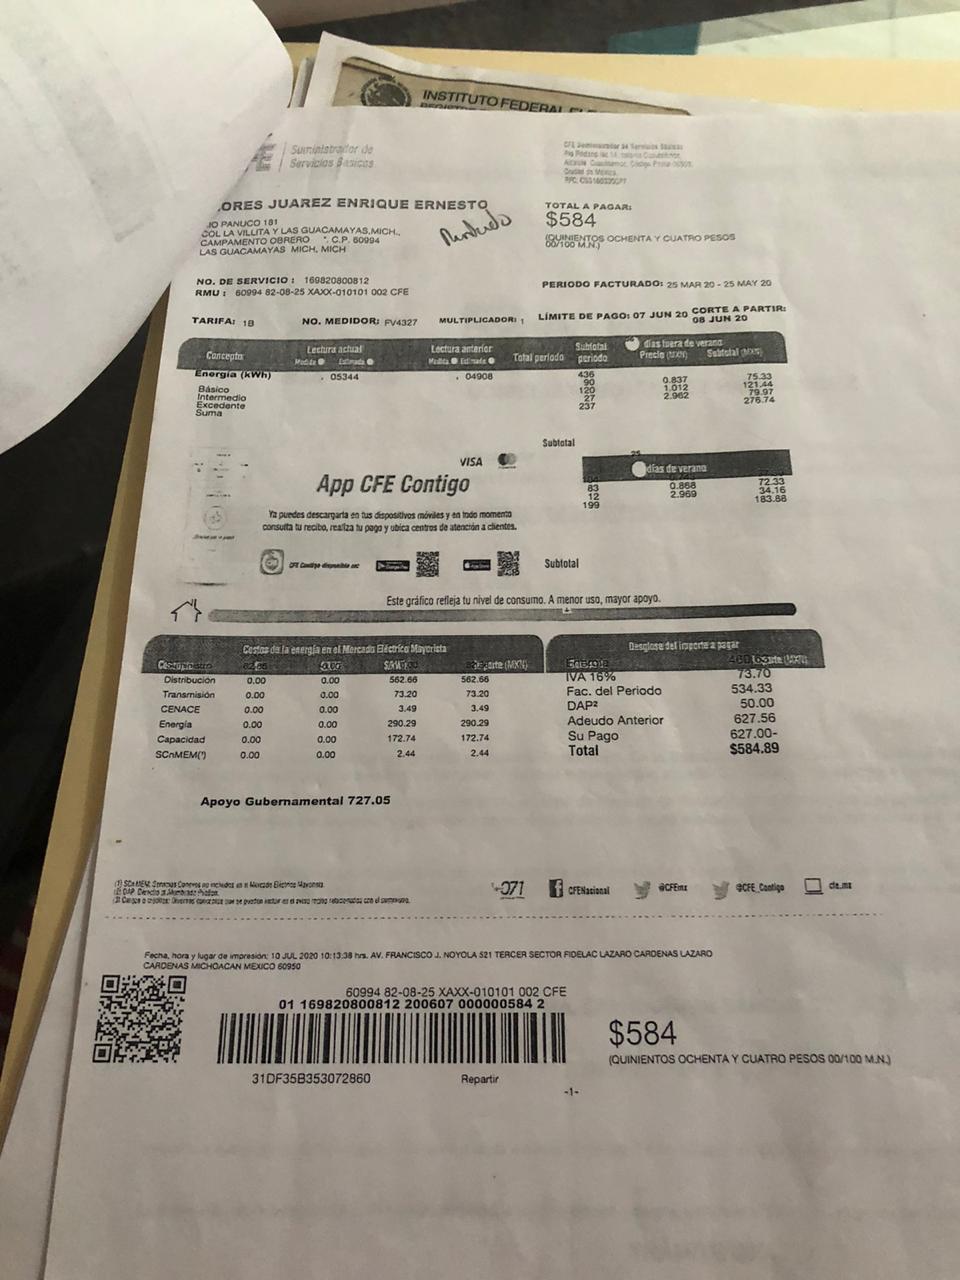 INSTITUTO FEDERAL
FE
Suministrador de
Servicios Básicos
CFE Suministrador de Servicios Básicos
Ciudad de México.
ORES JUAREZ ENRIQUE ERNESTO
IO PANUCO 181
COL LA VILLITA Y LAS GUACAMAYAS,MICH.,
CAMPAMENTO OBRERO *. C.P. 60994
LAS GUACAMAYAS MICH, MICH
TOTAL A PAGAR:
$584
(QUINIENTOS OCHENTA Y CUATRO PESOS
00/100 M.N.)
NO. DE SERVICIO : 169820800812
RMU : 60994 82-08-25 XAXX-010101 002 CFE
PERIODO FACTURADO: 25 MAR 20 - 25 MAY 20
TARIFA: 1B NO. MEDIDOR: FV4327 MULTIPLICADOR: 1 LÍMITE DE PAGO: 07 JUN 20 CORTE A PARTIR:
08 JUN 20
Concepto Lectura actual Medida Estimada Lectura anterior Medida Estimada Total periodo Subtotal periodo días fuera de verano Precio (MXN) Subtotal (MXN)
Energía (kWh) . 05344 . 04908 436
Básico 90 0.837 75.33
Intermedio 120 1.012 121.44
Excedente 27 2.962 79.97
Suma 237 276.74
Subtotal
25
días de verano
83 0.868 72.33
12 2.969 34.16
199 183.88
VISA
App CFE Contigo
Ya puedes descargarla en tus dispositivos móviles y en todo momento
consulta tu recibo, realiza tu pago y ubica centros de atención a clientes.
CFE Contigo disponible en:
Subtotal
Este gráfico refleja tu nivel de consumo. A menor uso, mayor apoyo.
Costos de la energía en el Mercado Eléctrico Mayorista
Distribución 0.00 0.00 562.66 562.66
Transmisión 0.00 0.00 73.20 73.20
CENACE 0.00 0.00 3.49 3.49
Energía 0.00 0.00 290.29 290.29
Capacidad 0.00 0.00 172.74 172.74
SCnMEM(¹) 0.00 0.00 2.44 2.44
Desglose del importe a pagar
Energía
IVA 16% 73.70
Fac. del Periodo 534.33
DAP² 50.00
Adeudo Anterior 627.56
Su Pago 627.00-
Total $584.89
Apoyo Gubernamental 727.05
(1) SCnMEM: Servicios Conexos no incluidos en el Mercado Eléctrico Mayorista.
(2) DAP: Derecho al Alumbrado Público.
071 CFENacional @CFEmx @CFE_Contigo cfe.mx
Fecha, hora y lugar de impresión: 10 JUL 2020 10:13:38 hrs. AV. FRANCISCO J. NOYOLA 521 TERCER SECTOR FIDELAC LAZARO CARDENAS LAZARO
CARDENAS MICHOACAN MEXICO 60950
60994 82-08-25 XAXX-010101 002 CFE
01 169820800812 200607 000000584 2
31DF35B353072860 Repartir
$584
(QUINIENTOS OCHENTA Y CUATRO PESOS 00/100 M.N.)
-1-